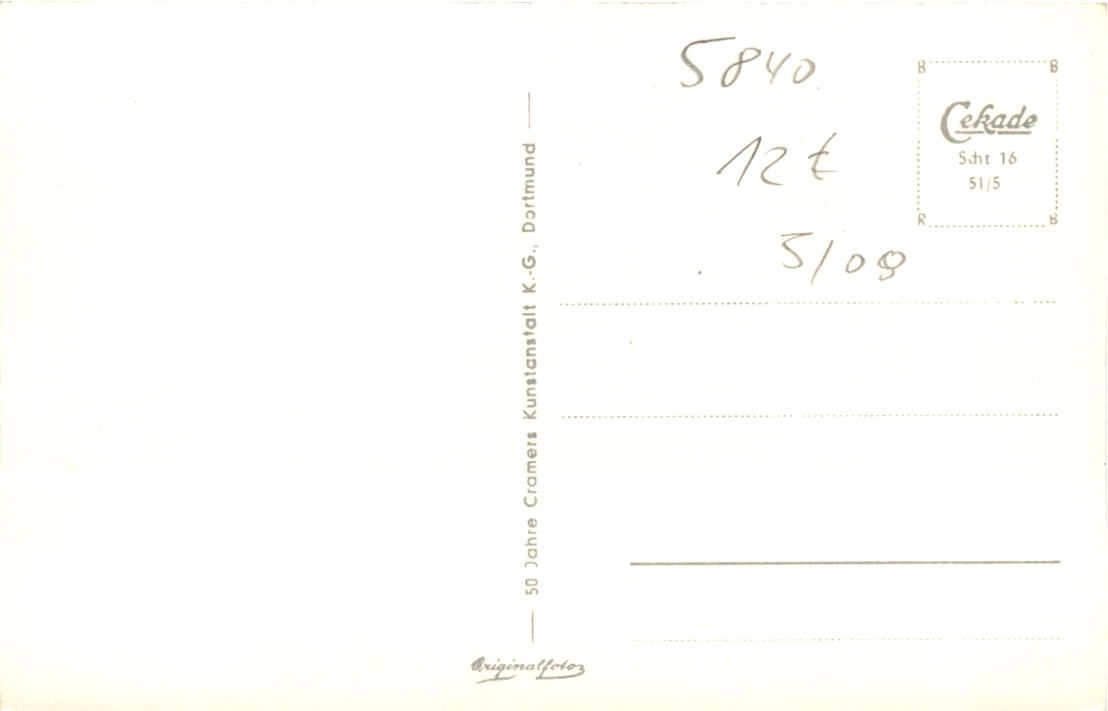 5840
12 €
5/09
B B
Cekade
Scht 16
51/5
R B
50 Jahre Cramers Kunstanstalt K.-G., Dortmund
Originalfoto